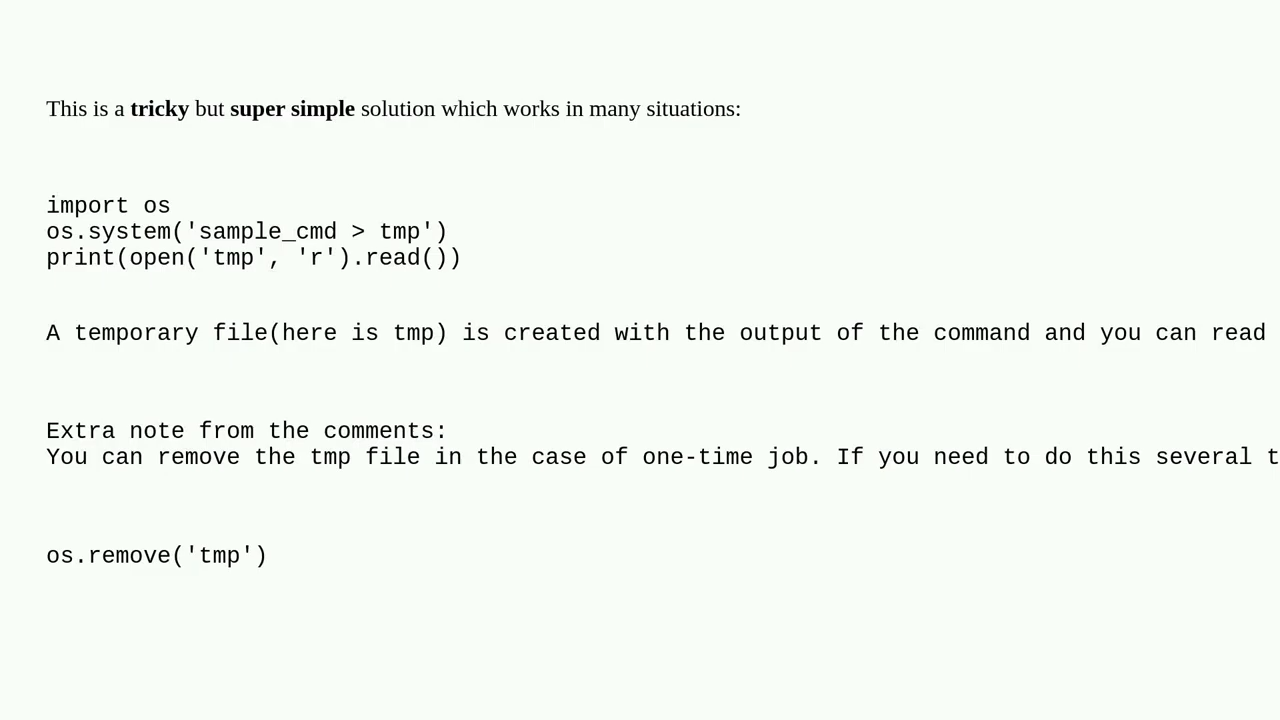 This is a tricky but super simple solution which works in many situations:
import os
os.system('sample_cmd > tmp')
print(open('tmp', 'r').read())
A temporary file(here is tmp) is created with the output of the command and you can read
Extra note from the comments:
You can remove the tmp file in the case of one-time job. If you need to do this several
os.remove('tmp')